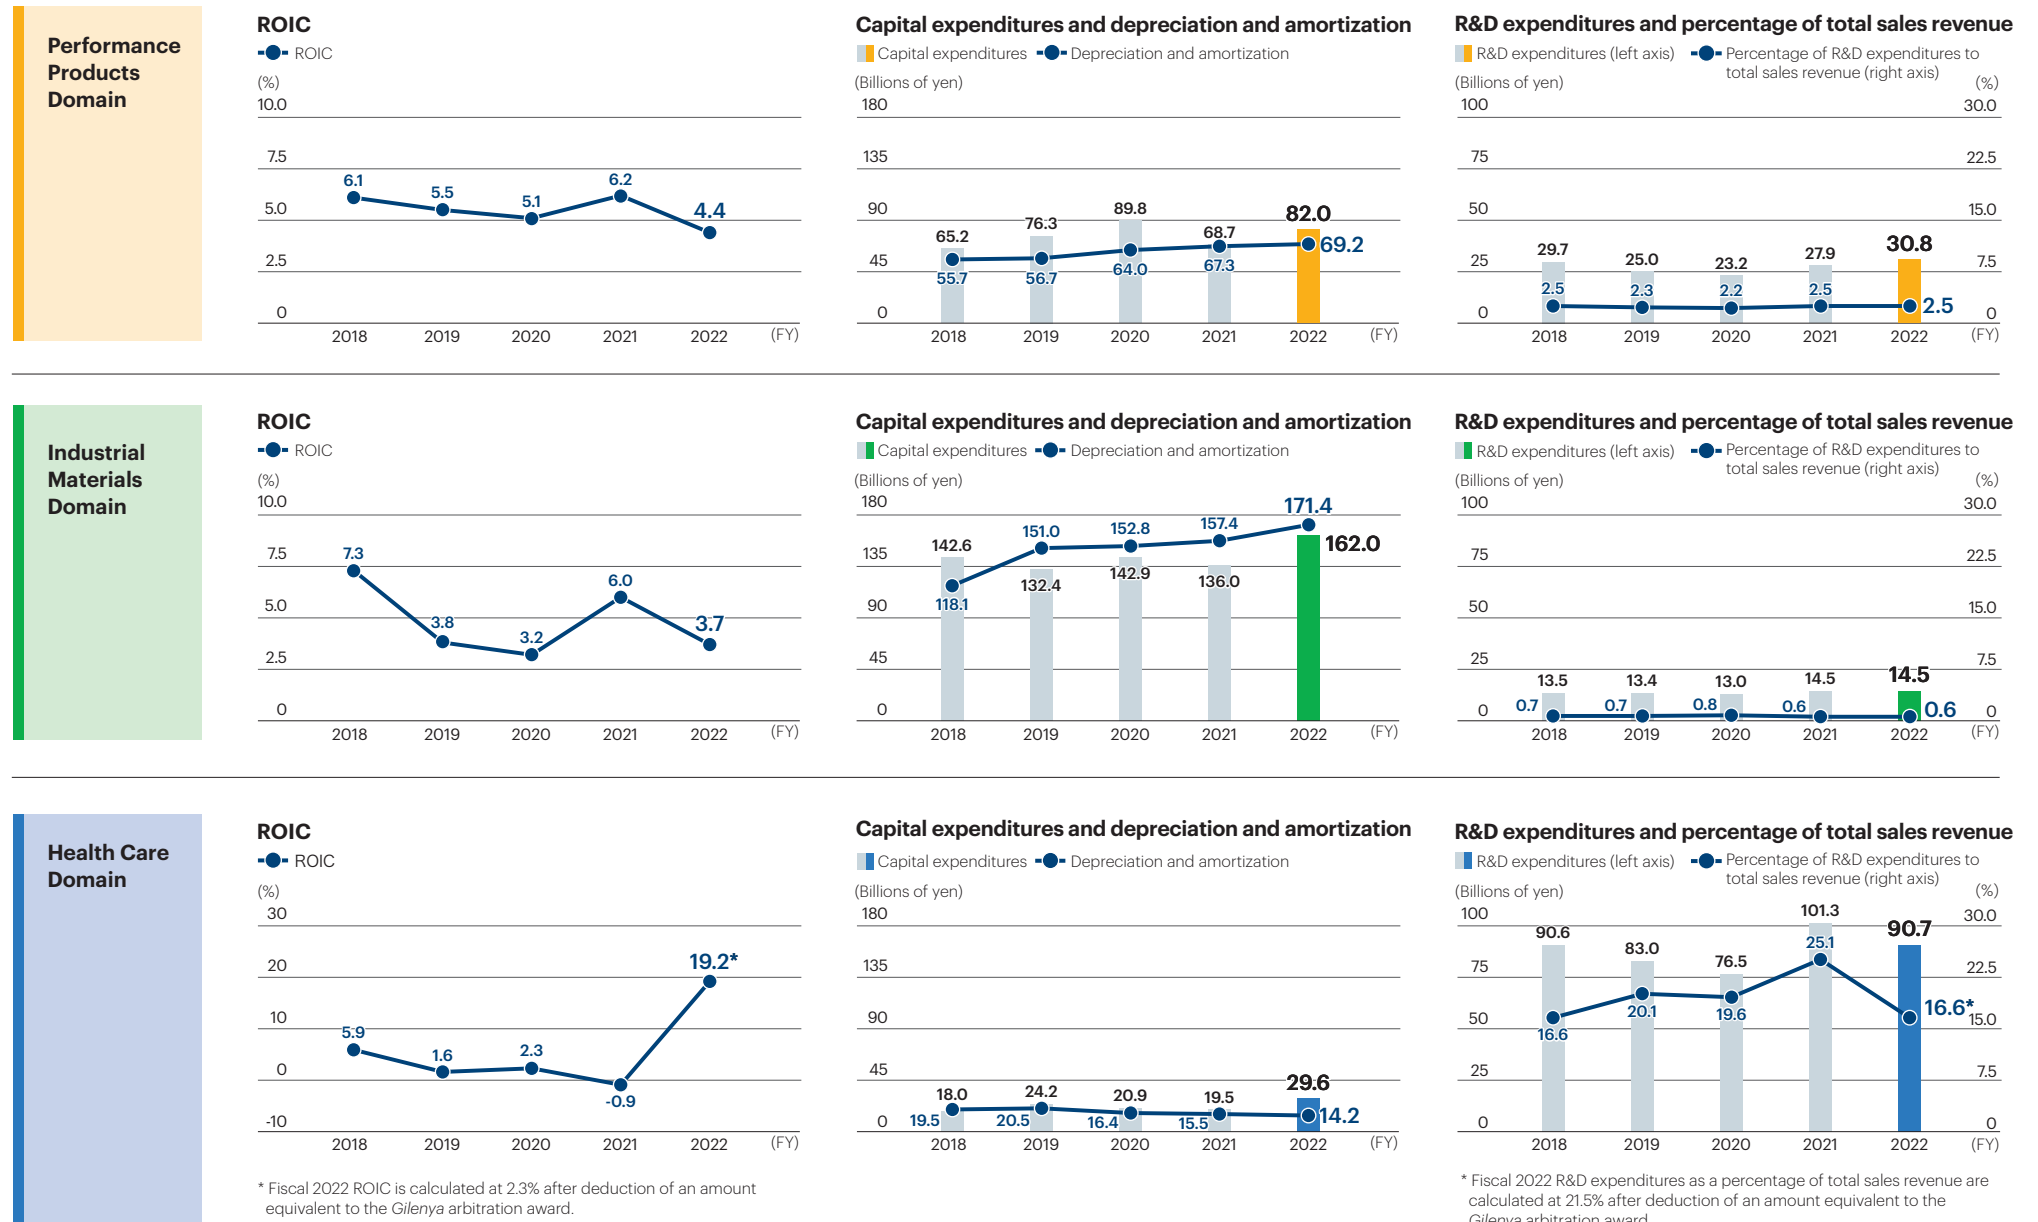 Performance
Products
Domain
ROIC
ROIC
(%)
10.0
7.5
5.0
2.5
0
6.1
5.5
5.1
6.2
4.4
2018 2019 2020 2021 2022 (FY)
Capital expenditures and depreciation and amortization
Capital expenditures Depreciation and amortization
(Billions of yen)
180
135
90
45
0
65.2
76.3
89.8
68.7
82.0
55.7
56.7
64.0
67.3
69.2
2018 2019 2020 2021 2022 (FY)
R&D expenditures and percentage of total sales revenue
R&D expenditures (left axis) Percentage of R&D expenditures to
total sales revenue (right axis)
(Billions of yen) (%)
100 30.0
75 22.5
50 15.0
25 7.5
0 0
29.7
25.0
23.2
27.9
30.8
2.5
2.3
2.2
2.5
2.5
2018 2019 2020 2021 2022 (FY)
Industrial
Materials
Domain
ROIC
ROIC
(%)
10.0
7.5
5.0
2.5
0
7.3
3.8
3.2
6.0
3.7
2018 2019 2020 2021 2022 (FY)
Capital expenditures and depreciation and amortization
Capital expenditures Depreciation and amortization
(Billions of yen)
180
135
90
45
0
142.6
132.4
142.9
136.0
162.0
118.1
151.0
152.8
157.4
171.4
2018 2019 2020 2021 2022 (FY)
R&D expenditures and percentage of total sales revenue
R&D expenditures (left axis) Percentage of R&D expenditures to
total sales revenue (right axis)
(Billions of yen) (%)
100 30.0
75 22.5
50 15.0
25 7.5
0 0
13.5
13.4
13.0
14.5
14.5
0.7
0.7
0.8
0.6
0.6
2018 2019 2020 2021 2022 (FY)
Health Care
Domain
ROIC
ROIC
(%)
30
20
10
0
-10
5.9
1.6
2.3
-0.9
19.2*
2018 2019 2020 2021 2022 (FY)
* Fiscal 2022 ROIC is calculated at 2.3% after deduction of an amount
equivalent to the Gilenya arbitration award.
Capital expenditures and depreciation and amortization
Capital expenditures Depreciation and amortization
(Billions of yen)
180
135
90
45
0
18.0
24.2
20.9
19.5
29.6
19.5
20.5
16.4
15.5
14.2
2018 2019 2020 2021 2022 (FY)
R&D expenditures and percentage of total sales revenue
R&D expenditures (left axis) Percentage of R&D expenditures to
total sales revenue (right axis)
(Billions of yen) (%)
100 30.0
75 22.5
50 15.0
25 7.5
0 0
90.6
83.0
76.5
101.3
90.7
16.6
20.1
19.6
25.1
16.6*
2018 2019 2020 2021 2022 (FY)
* Fiscal 2022 R&D expenditures as a percentage of total sales revenue are
calculated at 21.5% after deduction of an amount equivalent to the
Gilenya arbitration award.